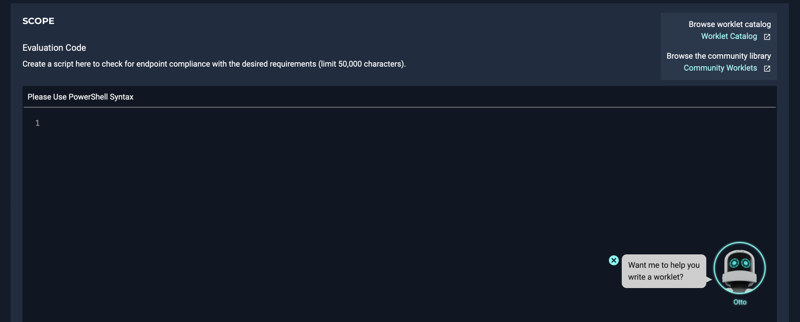 SCOPE
Browse worklet catalog
Worklet Catalog
Evaluation Code
Browse the community library
Create a script here to check for endpoint compliance with the desired requirements (limit 50,000 characters).
Community Worklets
Please Use PowerShell Syntax
1
Want me to help you
write a worklet?
Otto